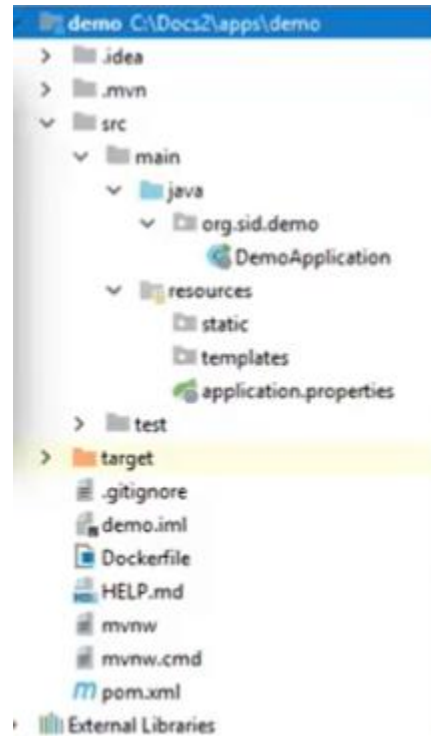 demo C:\Docs2\apps\demo
.idea
.mvn
src
main
java
org.sid.demo
DemoApplication
resources
static
templates
application.properties
test
target
.gitignore
demo.iml
Dockerfile
HELP.md
mvnw
mvnw.cmd
m pom.xml
External Libraries